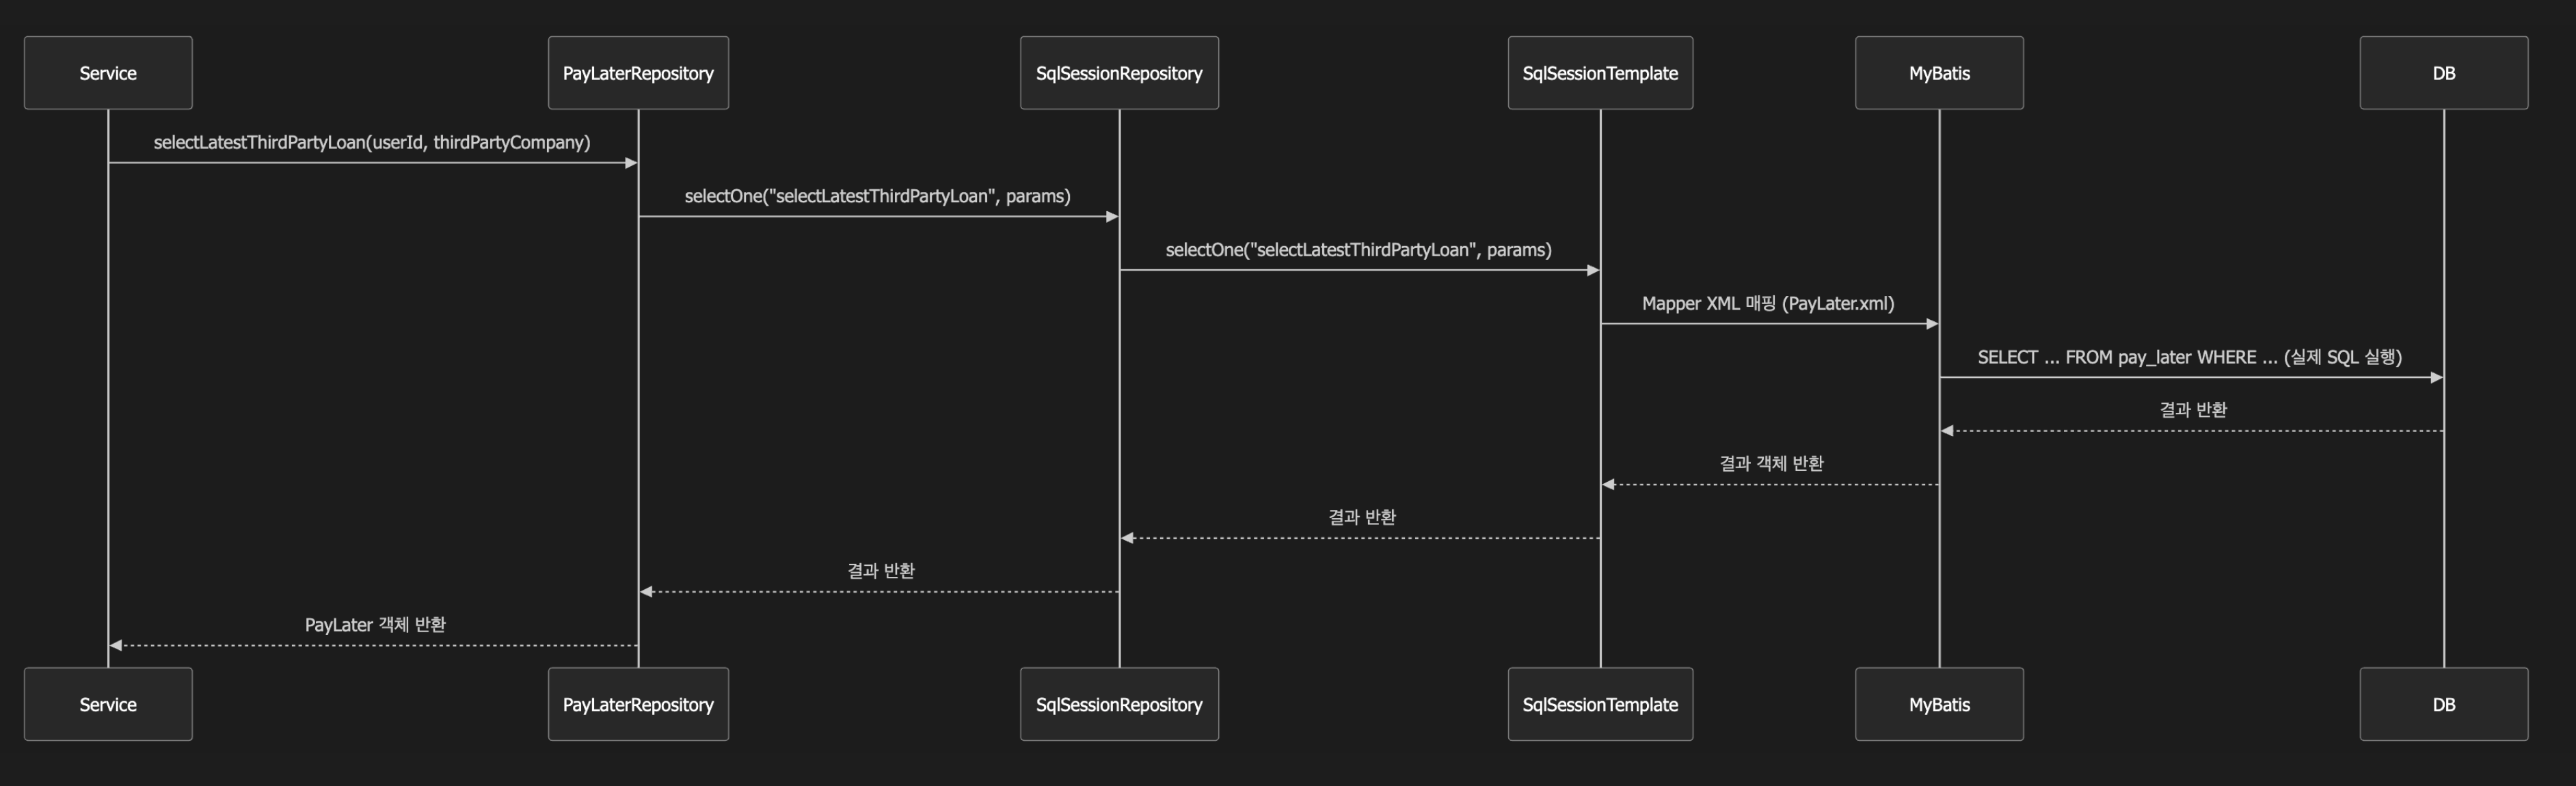 Service
PayLaterRepository
SqlSessionRepository
SqlSessionTemplate
MyBatis
DB
selectLatestThirdPartyLoan(userId, thirdPartyCompany)
selectOne("selectLatestThirdPartyLoan", params)
selectOne("selectLatestThirdPartyLoan", params)
Mapper XML 매핑 (PayLater.xml)
SELECT ... FROM pay_later WHERE ... (실제 SQL 실행)
결과 반환
결과 객체 반환
결과 반환
결과 반환
PayLater 객체 반환
Service
PayLaterRepository
SqlSessionRepository
SqlSessionTemplate
MyBatis
DB